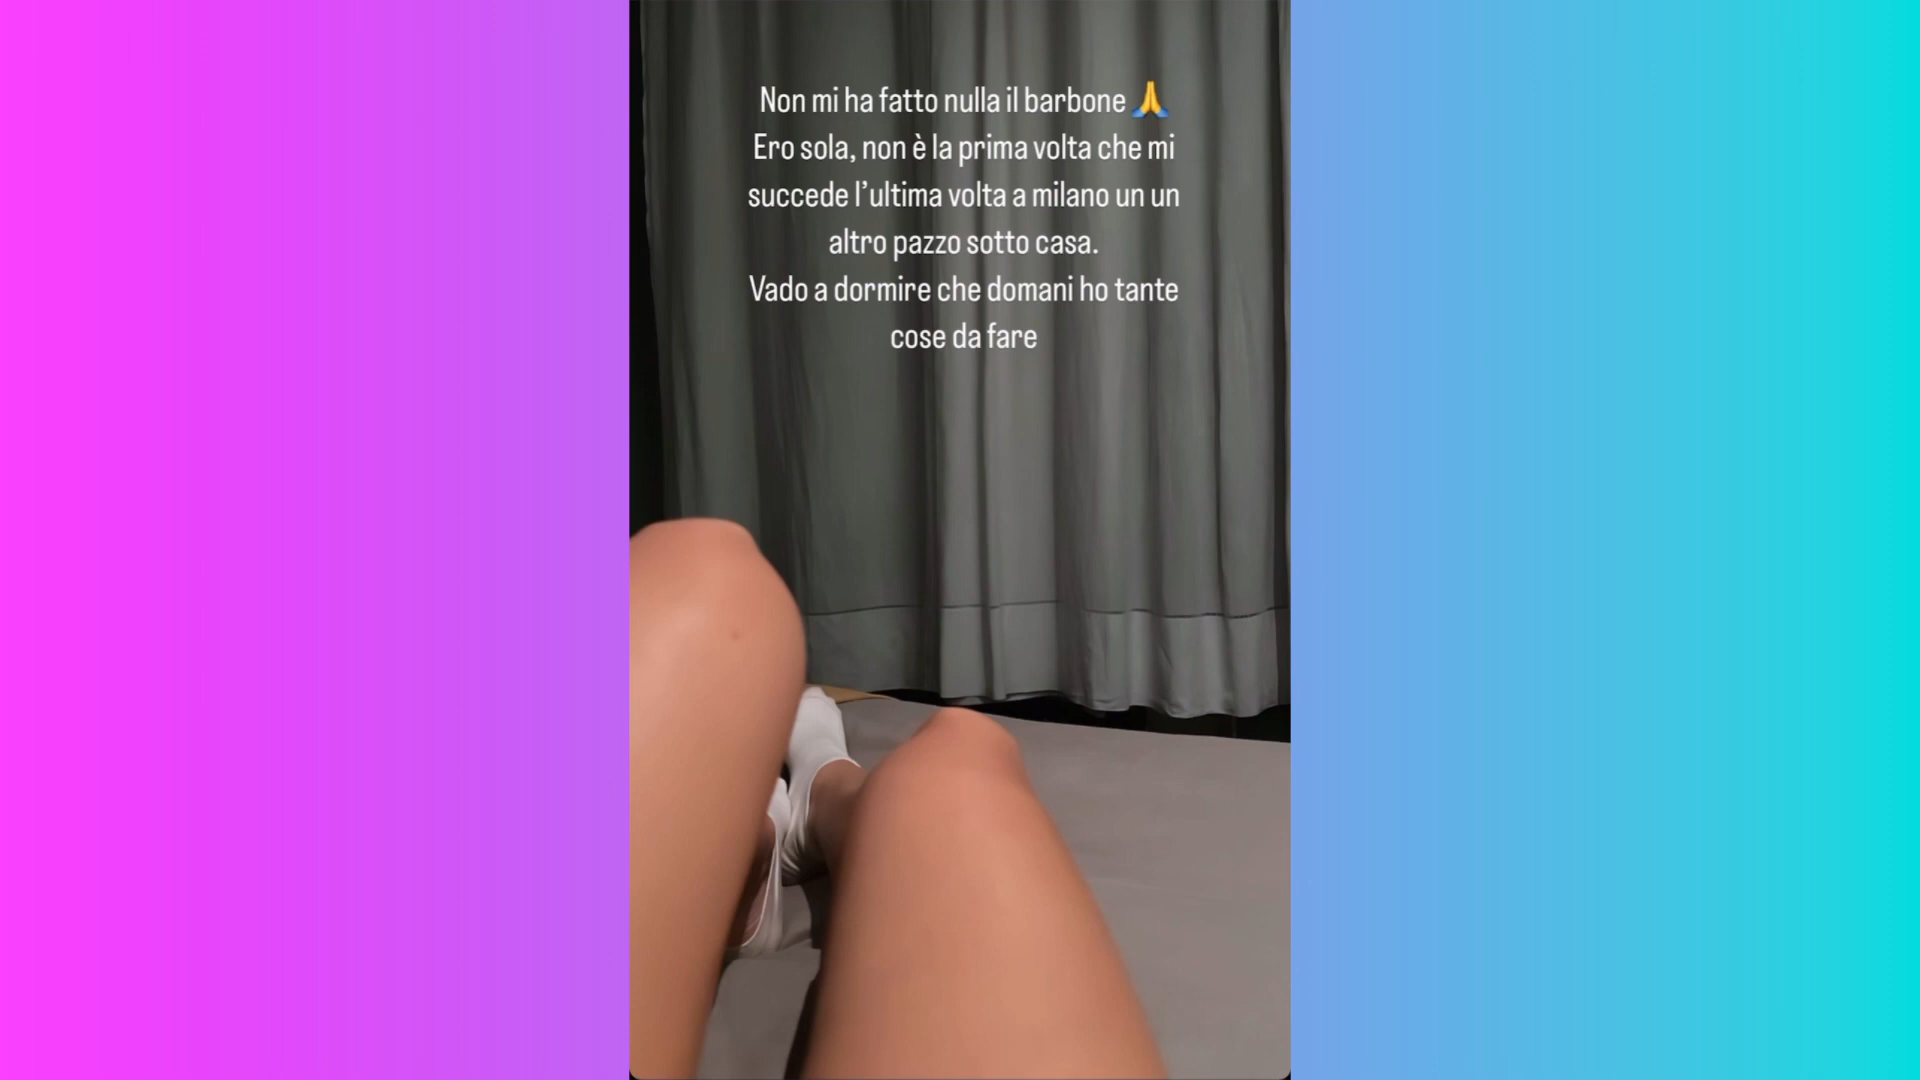 Non mi ha fatto nulla il barbone 🙏
Ero sola, non è la prima volta che mi
succede l’ultima volta a milano un un
altro pazzo sotto casa.
Vado a dormire che domani ho tante
cose da fare